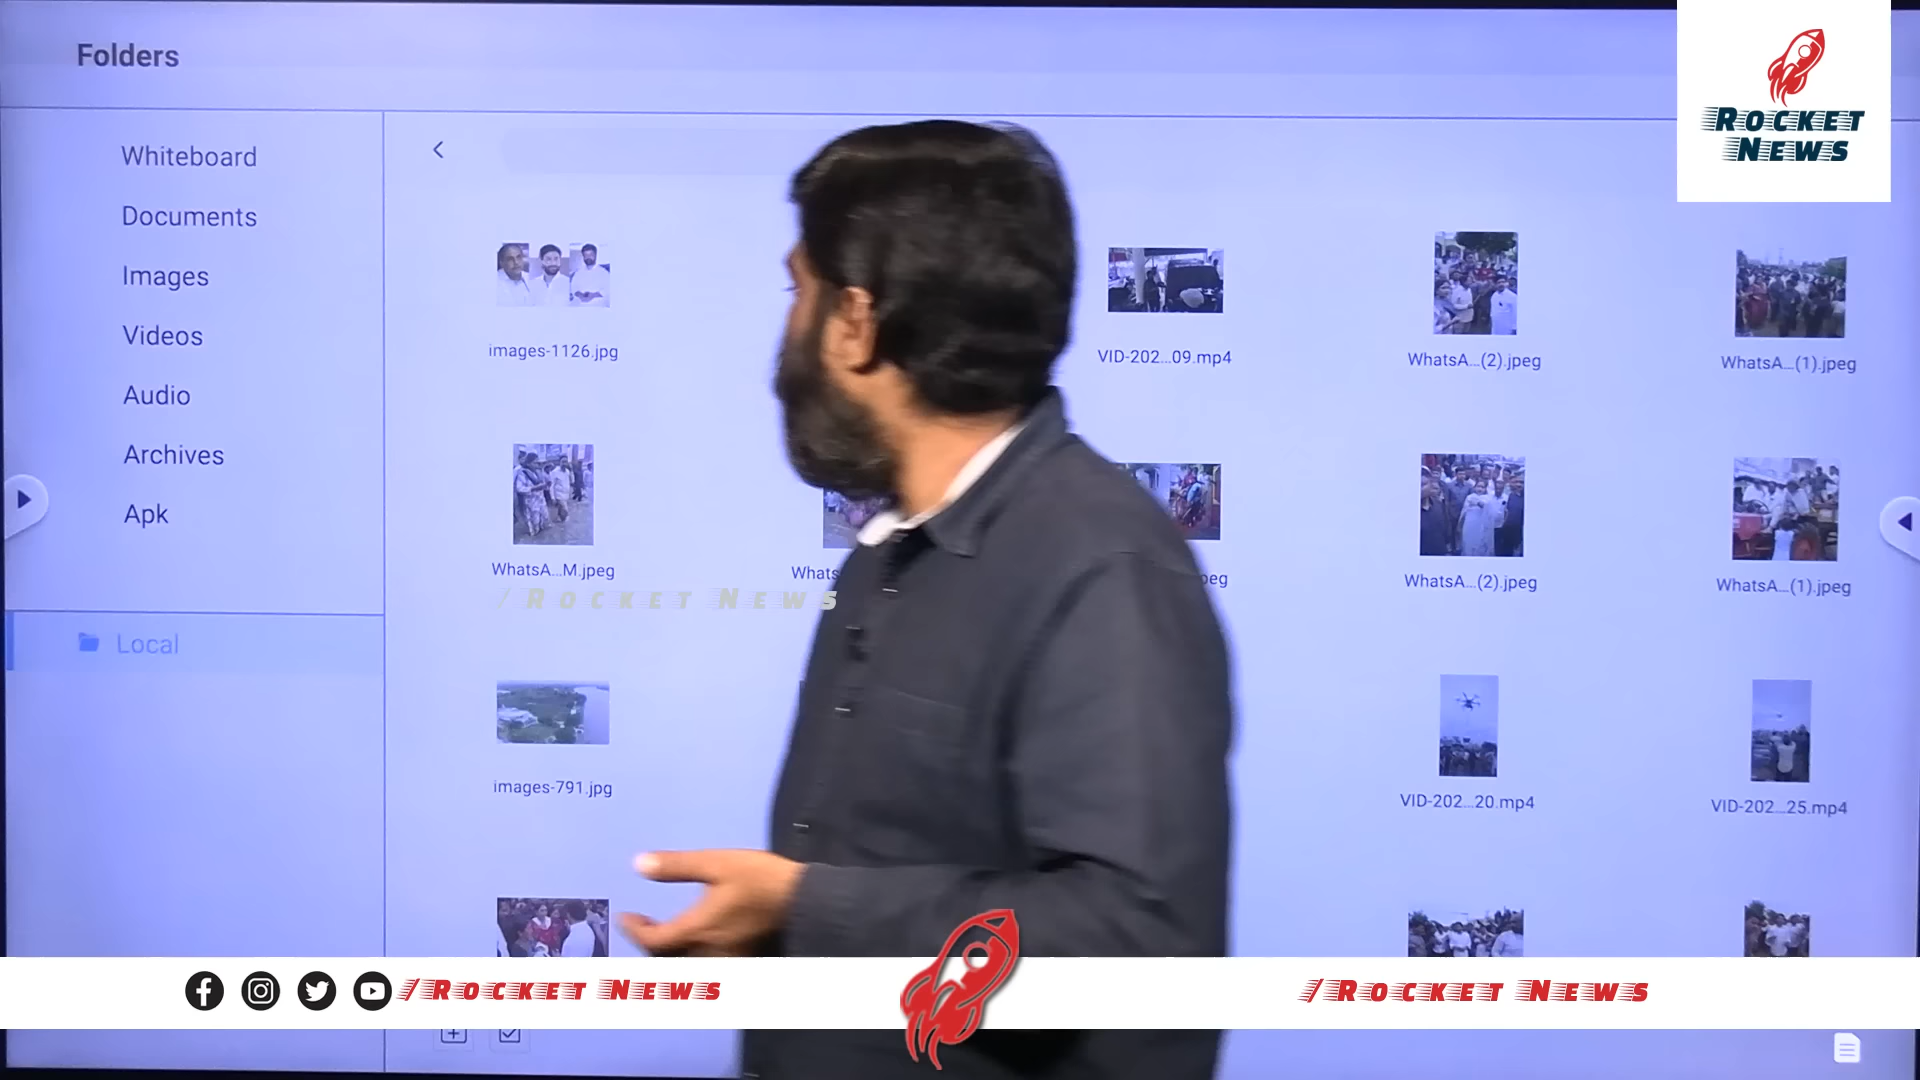 Folders
ROCKET
NEWS
Whiteboard
Documents
Images
Videos
Audio
Archives
Apk
Local
images-1126.jpg
VID-202...09.mp4
WhatsA...(2).jpeg
WhatsA...(1).jpeg
WhatsA...M.jpeg
Whats
peg
WhatsA...(2).jpeg
WhatsA...(1).jpeg
/ROCKET NEWS
images-791.jpg
VID-202...20.mp4
VID-202...25.mp4
/ROCKET NEWS
/ROCKET NEWS